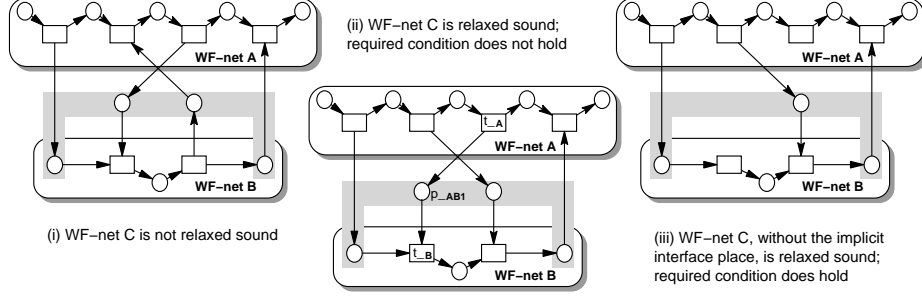 WF−net A
WF−net B
(i) WF−net C is not relaxed sound
(ii) WF−net C is relaxed sound;
required condition does not hold
t_A
WF−net A
p_AB1
t_B
WF−net B
WF−net A
WF−net B
(iii) WF−net C, without the implicit
interface place, is relaxed sound;
required condition does hold